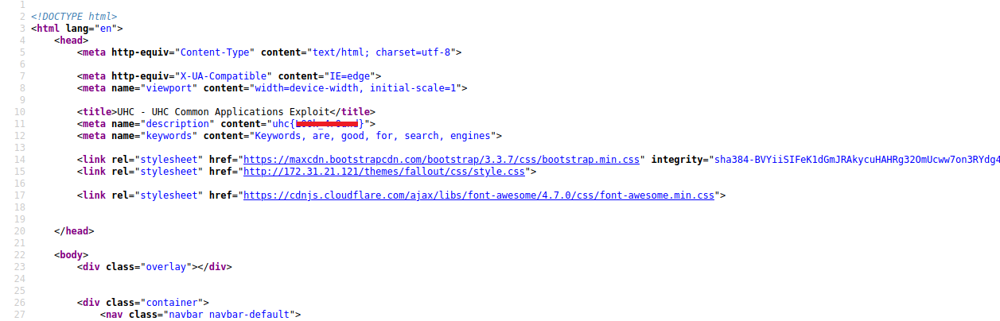 1
2 <!DOCTYPE html>
3 <html lang="en">
4 <head>
5 <meta http-equiv="Content-Type" content="text/html; charset=utf-8">
6
7 <meta http-equiv="X-UA-Compatible" content="IE=edge">
8 <meta name="viewport" content="width=device-width, initial-scale=1">
9
10 <title>UHC - UHC Common Applications Exploit</title>
11 <meta name="description" content="uhc{}">
12 <meta name="keywords" content="Keywords, are, good, for, search, engines">
13
14 <link rel="stylesheet" href="https://maxcdn.bootstrapcdn.com/bootstrap/3.3.7/css/bootstrap.min.css" integrity="sha384-BVYiiSIFeK1dGmJRAkycuHAHRg32OmUcww7on3RYdg4
15 <link rel="stylesheet" href="http://172.31.21.121/themes/fallout/css/style.css">
16
17 <link rel="stylesheet" href="https://cdnjs.cloudflare.com/ajax/libs/font-awesome/4.7.0/css/font-awesome.min.css">
18
19
20 </head>
21
22 <body>
23 <div class="overlay"></div>
24
25
26 <div class="container">
27 <nav class="navbar navbar-default">